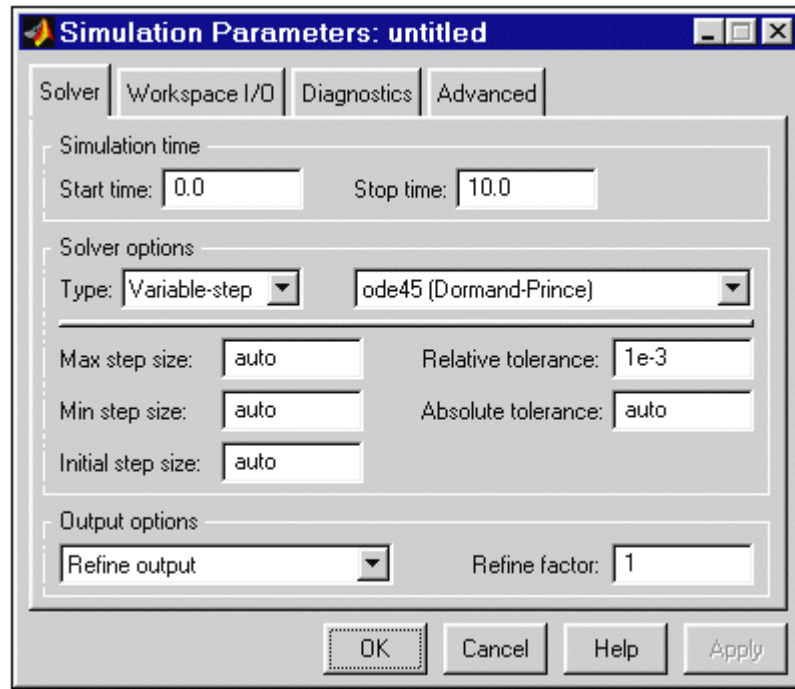 Simulation Parameters: untitled
Solver Workspace I/O Diagnostics Advanced
Simulation time
Start time: 0.0 Stop time: 10.0
Solver options
Type: Variable-step ode45 (Dormand-Prince)
Max step size: auto Relative tolerance: 1e-3
Min step size: auto Absolute tolerance: auto
Initial step size: auto
Output options
Refine output Refine factor: 1
OK Cancel Help Apply